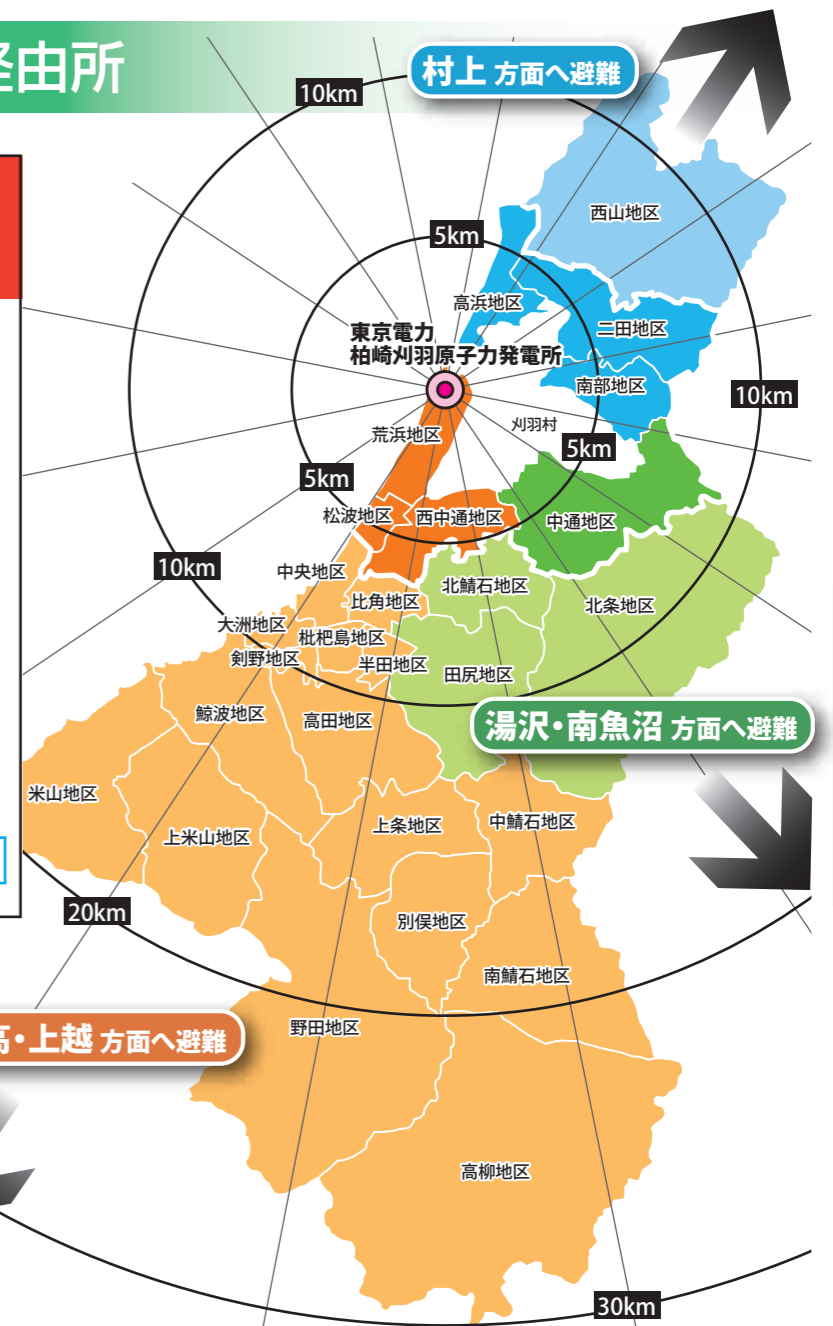 経由所
村上 方面へ避難
10km
西山地区
5km
高浜地区
二田地区
東京電力
柏崎刈羽原子力発電所
南部地区
10km
荒浜地区
刈羽村
5km
5km
松波地区
西中通地区
中通地区
10km
中央地区
北鯖石地区
比角地区
北条地区
大洲地区
枇杷島地区
剣野地区
半田地区
田尻地区
鯨波地区
高田地区
湯沢・南魚沼 方面へ避難
米山地区
上条地区
中鯖石地区
上米山地区
20km
別俣地区
南鯖石地区
野田地区
高・上越 方面へ避難
高柳地区
30km